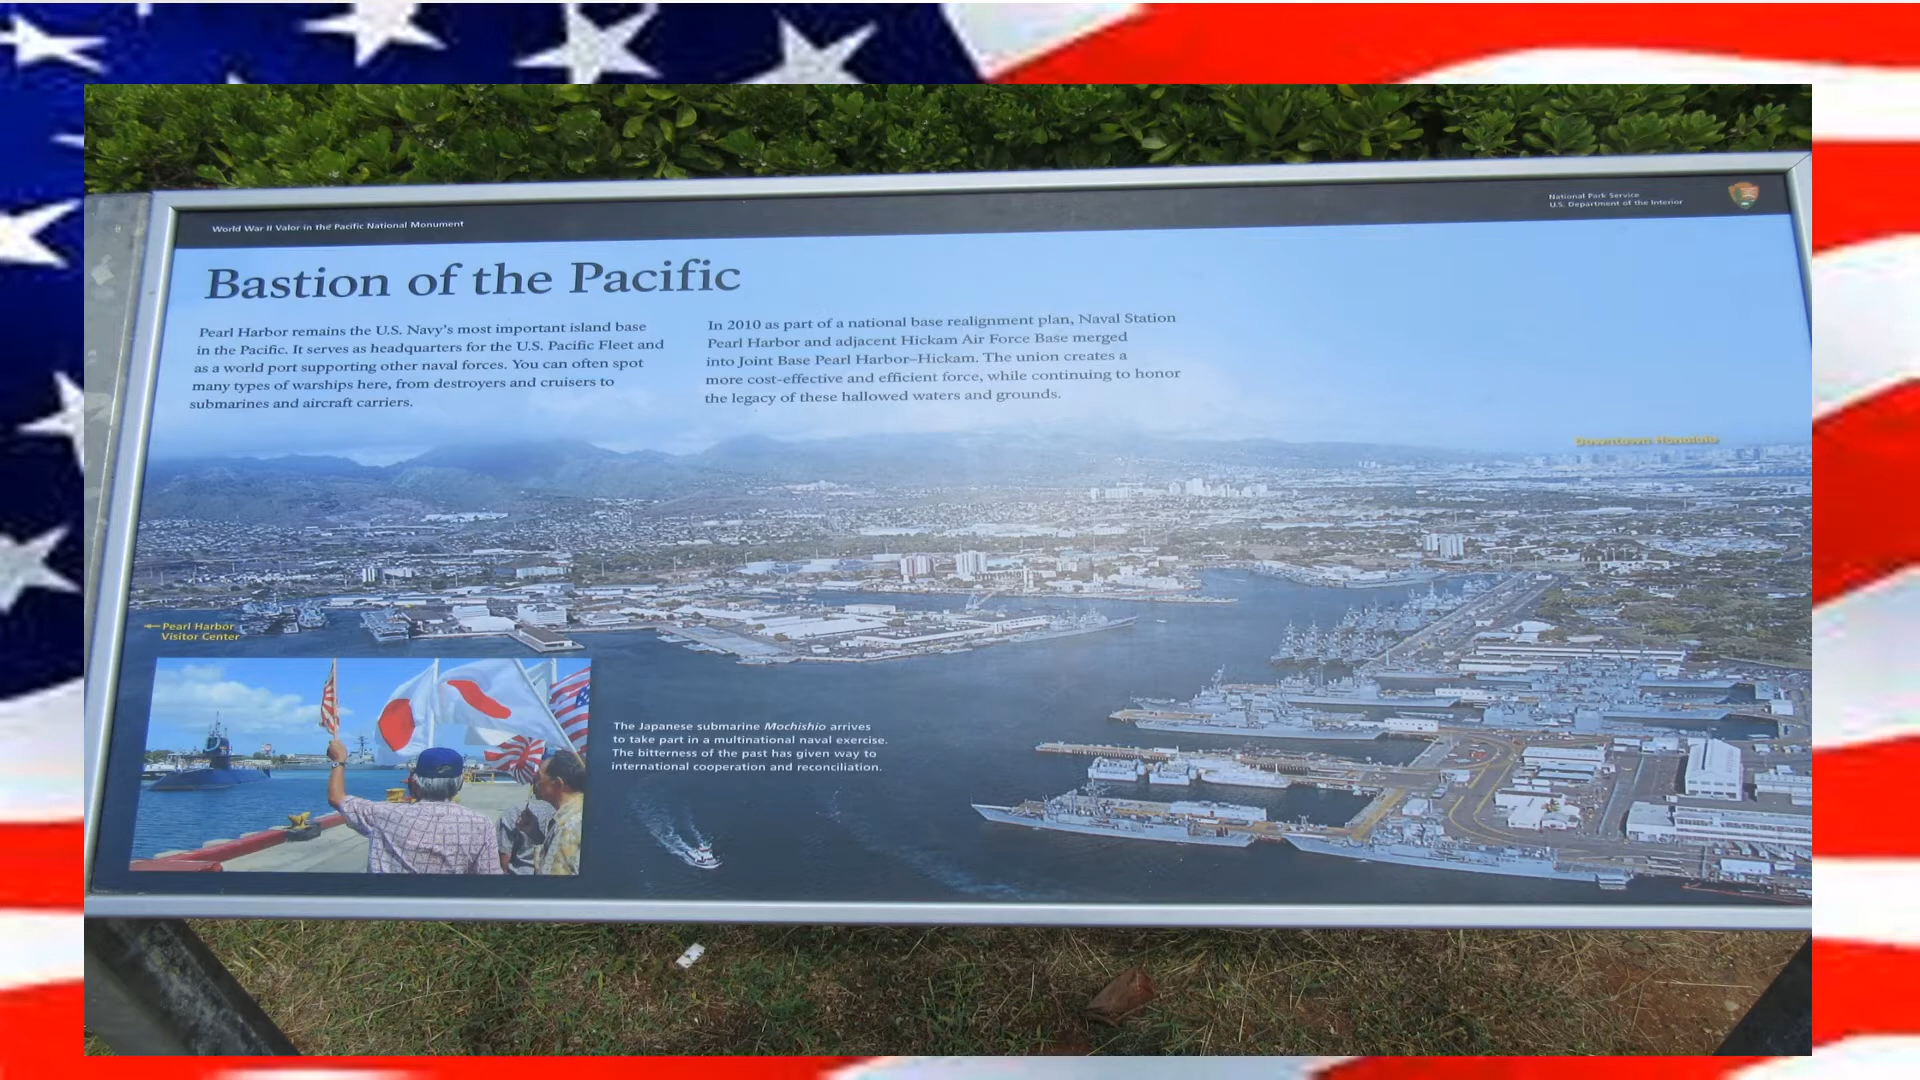 World War II Valor in the Pacific National Monument
National Park Service
U.S. Department of the Interior
Bastion of the Pacific
Pearl Harbor remains the U.S. Navy's most important island base
in the Pacific. It serves as headquarters for the U.S. Pacific Fleet and
as a world port supporting other naval forces. You can often spot
many types of warships here, from destroyers and cruisers to
submarines and aircraft carriers.
In 2010 as part of a national base realignment plan, Naval Station
Pearl Harbor and adjacent Hickam Air Force Base merged
into Joint Base Pearl Harbor–Hickam. The union creates a
more cost-effective and efficient force, while continuing to honor
the legacy of these hallowed waters and grounds.
Downtown Honolulu
Pearl Harbor
Visitor Center
The Japanese submarine Mochishio arrives
to take part in a multinational naval exercise.
The bitterness of the past has given way to
international cooperation and reconciliation.